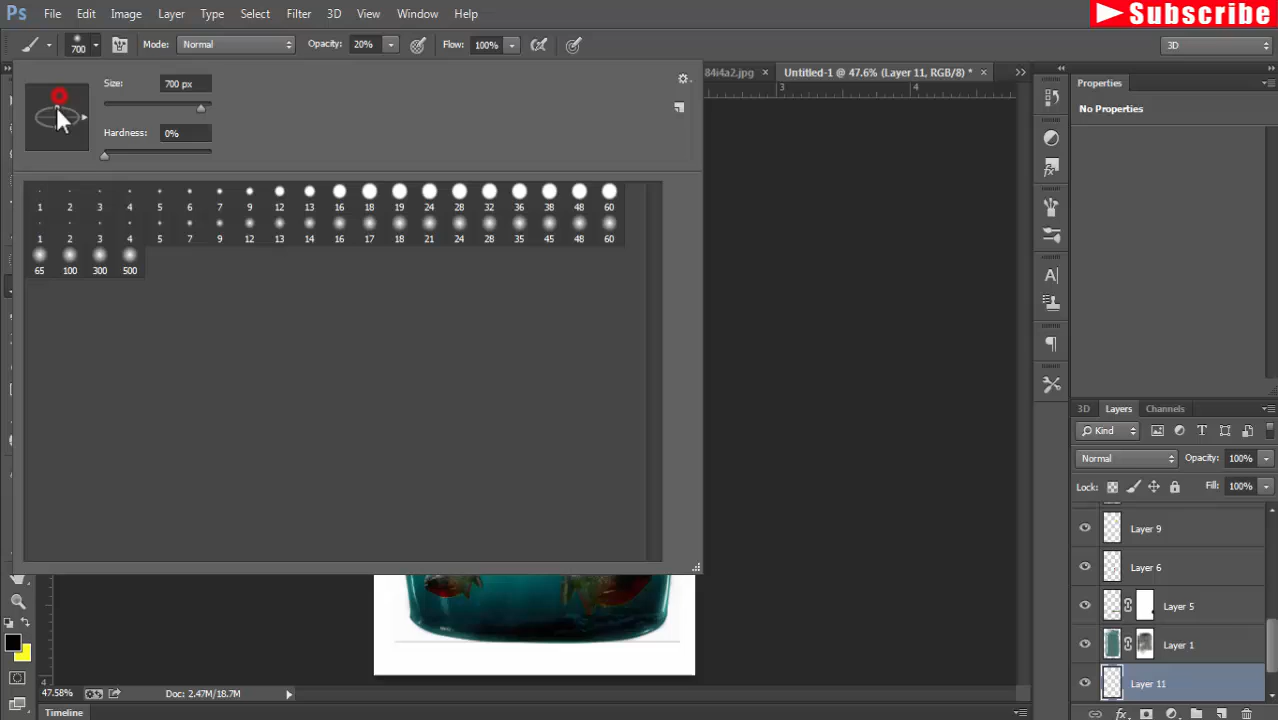 Subscribe
Ps File Edit Image Layer Type Select Filter 3D View Window Help
700 Mode: Normal Opacity: 20% Flow: 100% 3D
84i4a2.jpg × Untitled-1 @ 47.6% (Layer 11, RGB/8) * ×
Size: 700 px
Hardness: 0%
3 4
1 2 3 4 5 6 7 9 12 13 16 18 19 24 28 32 36 38 48 60
1 2 3 4 5 7 9 12 13 14 16 17 18 21 24 28 35 45 48 60
65 100 300 500
Properties
No Properties
3D Layers Channels
Kind
Normal Opacity: 100%
Lock: Fill: 100%
Layer 9
Layer 6
Layer 5
Layer 1
Layer 11
4
47.58% Doc: 2.47M/18.7M
Timeline